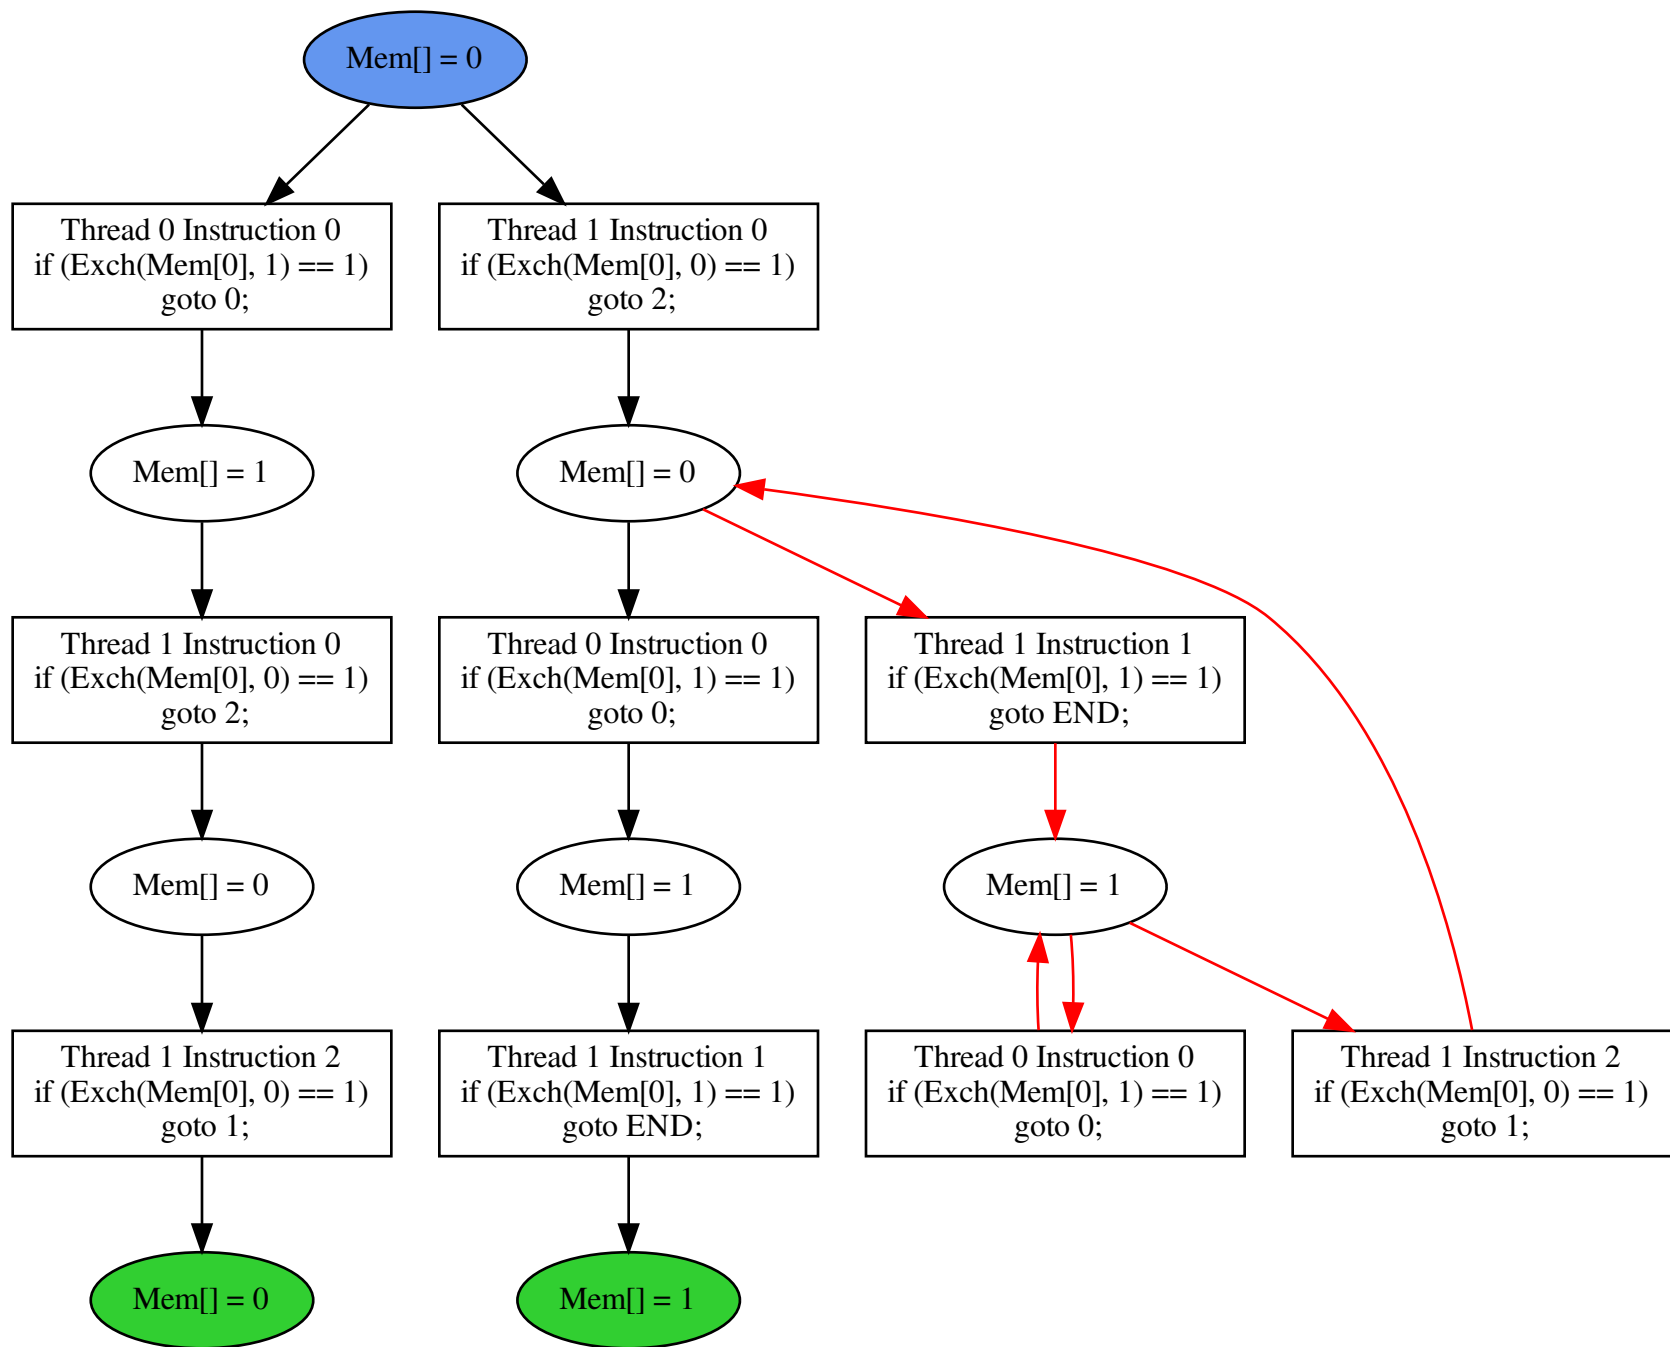 Mem[] = 0
Thread 0 Instruction 0
if (Exch(Mem[0], 1) == 1)
goto 0;
Thread 1 Instruction 0
if (Exch(Mem[0], 0) == 1)
goto 2;
Mem[] = 1
Mem[] = 0
Thread 1 Instruction 0
if (Exch(Mem[0], 0) == 1)
goto 2;
Thread 0 Instruction 0
if (Exch(Mem[0], 1) == 1)
goto 0;
Thread 1 Instruction 1
if (Exch(Mem[0], 1) == 1)
goto END;
Mem[] = 0
Mem[] = 1
Mem[] = 1
Thread 1 Instruction 2
if (Exch(Mem[0], 0) == 1)
goto 1;
Thread 1 Instruction 1
if (Exch(Mem[0], 1) == 1)
goto END;
Thread 0 Instruction 0
if (Exch(Mem[0], 1) == 1)
goto 0;
Thread 1 Instruction 2
if (Exch(Mem[0], 0) == 1)
goto 1;
Mem[] = 0
Mem[] = 1